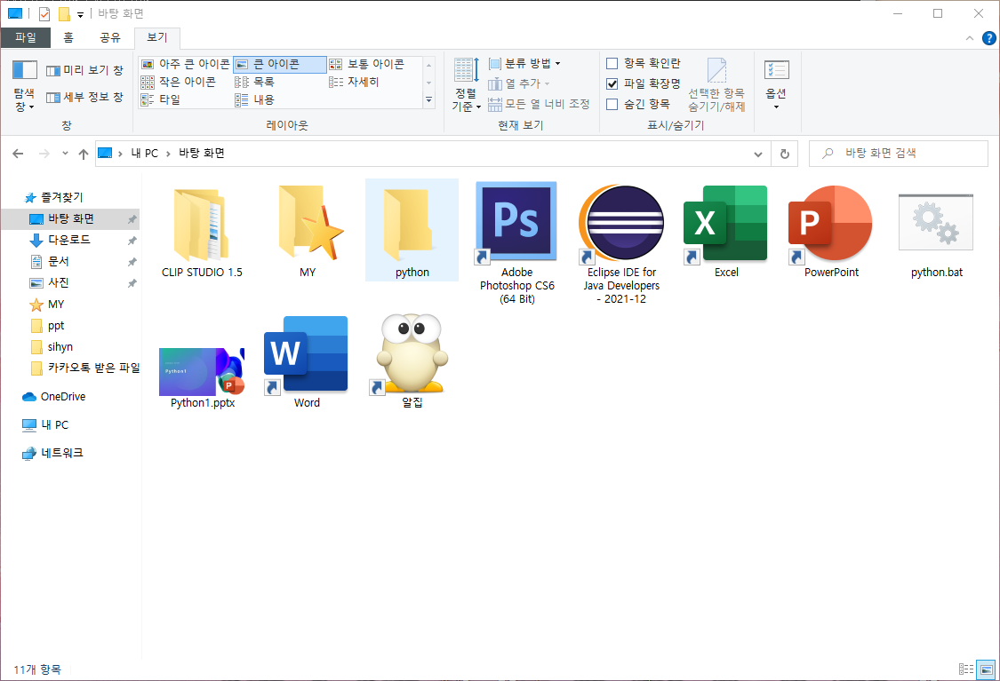 바탕 화면
파일 홈 공유 보기
탐색 창
미리 보기 창
세부 정보 창
창
아주 큰 아이콘 큰 아이콘 보통 아이콘
작은 아이콘 목록 자세히
타일 내용
레이아웃
정렬 기준
분류 방법
열 추가
모든 열 너비 조정
현재 보기
항목 확인란
파일 확장명
숨긴 항목
선택한 항목
숨기기/해제
표시/숨기기
옵션
내 PC 바탕 화면
바탕 화면 검색
즐겨찾기
바탕 화면
다운로드
문서
사진
MY
ppt
sihyn
카카오톡 받은 파일
OneDrive
내 PC
네트워크
CLIP STUDIO 1.5
MY
python
Ps
Adobe
Photoshop CS6
(64 Bit)
Eclipse IDE for
Java Developers
- 2021-12
X
Excel
P
PowerPoint
python.bat
Python1
P
Python1.pptx
W
Word
알집
11개 항목